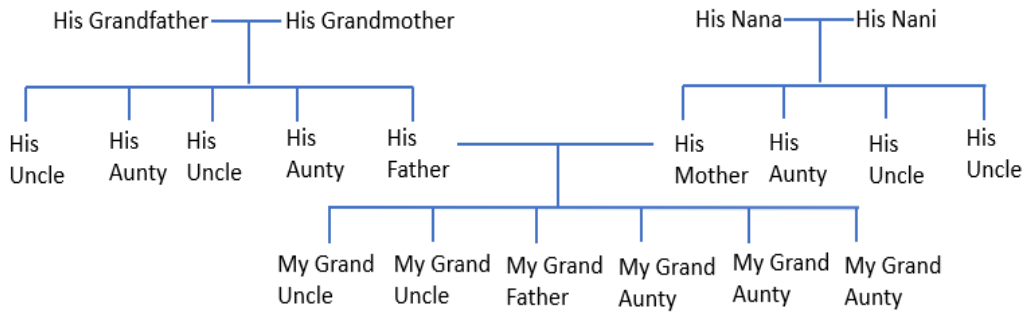 His Grandfather His Grandmother His Nana His Nani
His Uncle
His Aunty
His Uncle
His Aunty
His Father
His Mother
His Aunty
His Uncle
His Uncle
My Grand Uncle
My Grand Uncle
My Grand Father
My Grand Aunty
My Grand Aunty
My Grand Aunty